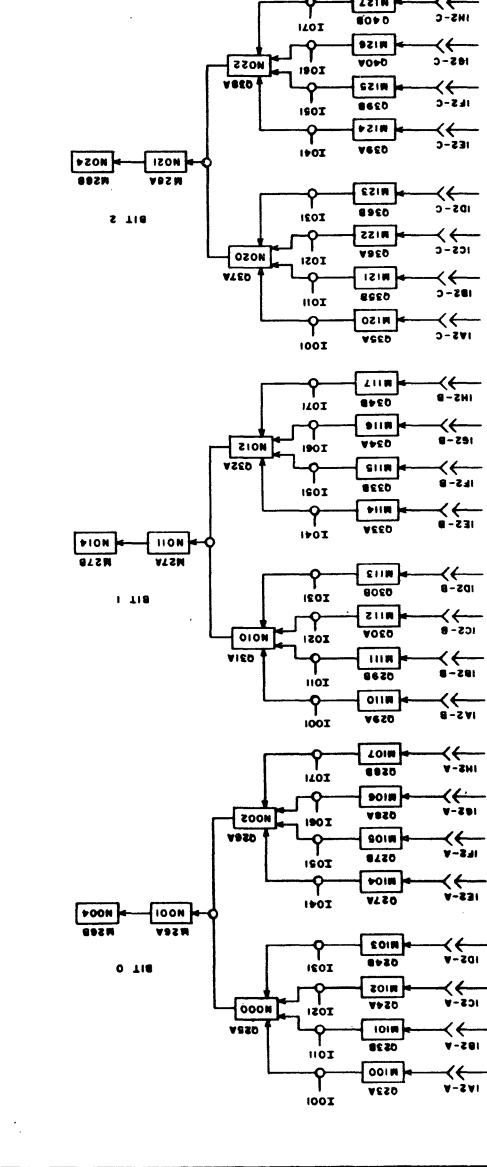 IA2-A
Q23A
M100
I001
IB2-A
Q23B
M101
I011
Q25A
N000
IC2-A
Q24A
M102
I021
ID2-A
Q24B
M103
I031
BIT 0
M26A
N001
M26B
N004
IE2-A
Q27A
M104
I041
IF2-A
Q27B
M105
I051
Q26A
N002
IG2-A
Q28A
M106
I061
IH2-A
Q28B
M107
I071
IA2-B
Q29A
M110
I001
IB2-B
Q29B
M111
I011
Q31A
N010
IC2-B
Q30A
M112
I021
ID2-B
Q30B
M113
I031
BIT 1
M27A
N011
M27B
N014
IE2-B
Q33A
M114
I041
IF2-B
Q33B
M115
I051
Q32A
N012
IG2-B
Q34A
M116
I061
IH2-B
Q34B
M117
I071
IA2-C
Q35A
M120
I001
IB2-C
Q35B
M121
I011
Q37A
N020
IC2-C
Q36A
M122
I021
ID2-C
Q36B
M123
I031
BIT 2
M28A
N021
M28B
N024
IE2-C
Q39A
M124
I041
IF2-C
Q39B
M125
I051
Q38A
N022
IG2-C
Q40A
M126
I061
IH2-C
Q40B
M127
I071